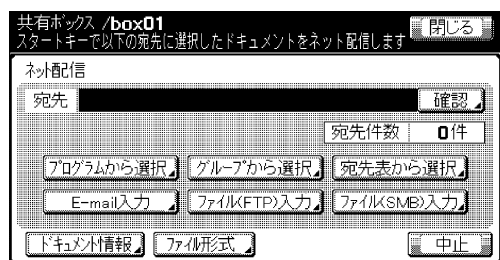 共有ボックス /box01
スタートキーで以下の宛先に選択したドキュメントをネット配信します
閉じる
ネット配信
宛先
確認
宛先件数 0件
プログラムから選択 グループから選択 宛先表から選択
E-mail入力 ファイル(FTP)入力 ファイル(SMB)入力
ドキュメント情報 ファイル形式 中止